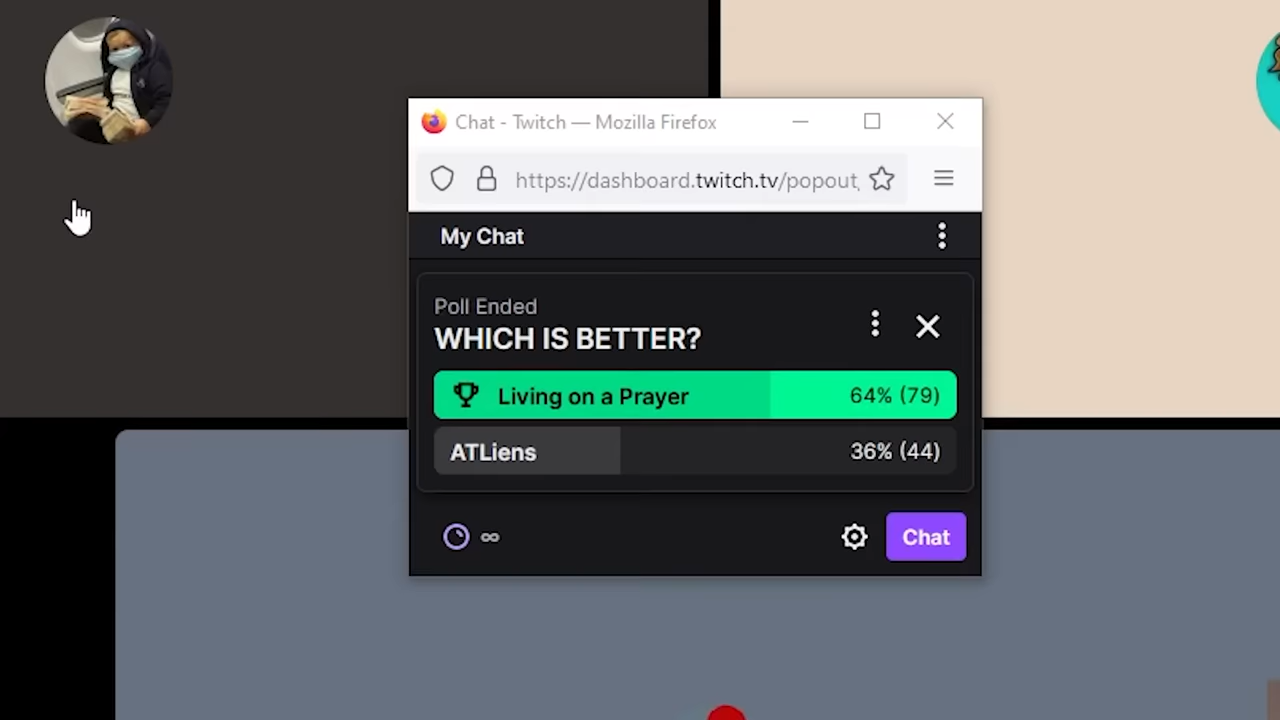 Chat - Twitch — Mozilla Firefox
https://dashboard.twitch.tv/popout
My Chat
Poll Ended
WHICH IS BETTER?
Living on a Prayer 64% (79)
ATLiens 36% (44)
∞
Chat